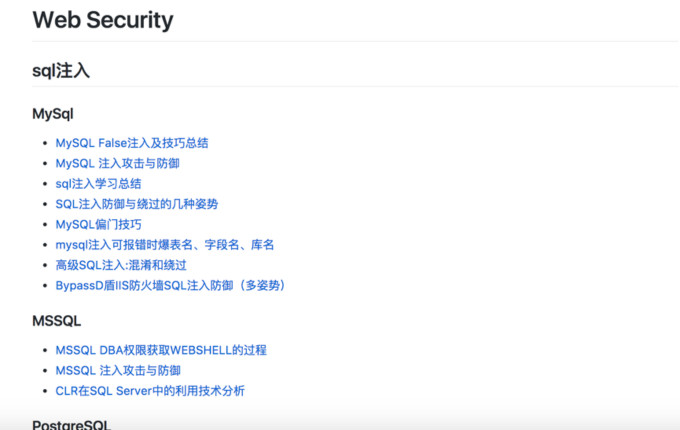 Web Security
sql注入
MySql
MySQL False注入及技巧总结
MySQL 注入攻击与防御
sql注入学习总结
SQL注入防御与绕过的几种姿势
MySQL偏门技巧
mysql注入可报错时爆表名、字段名、库名
高级SQL注入:混淆和绕过
BypassD盾IIS防火墙SQL注入防御（多姿势）
MSSQL
MSSQL DBA权限获取WEBSHELL的过程
MSSQL 注入攻击与防御
CLR在SQL Server中的利用技术分析
PostgreSQL